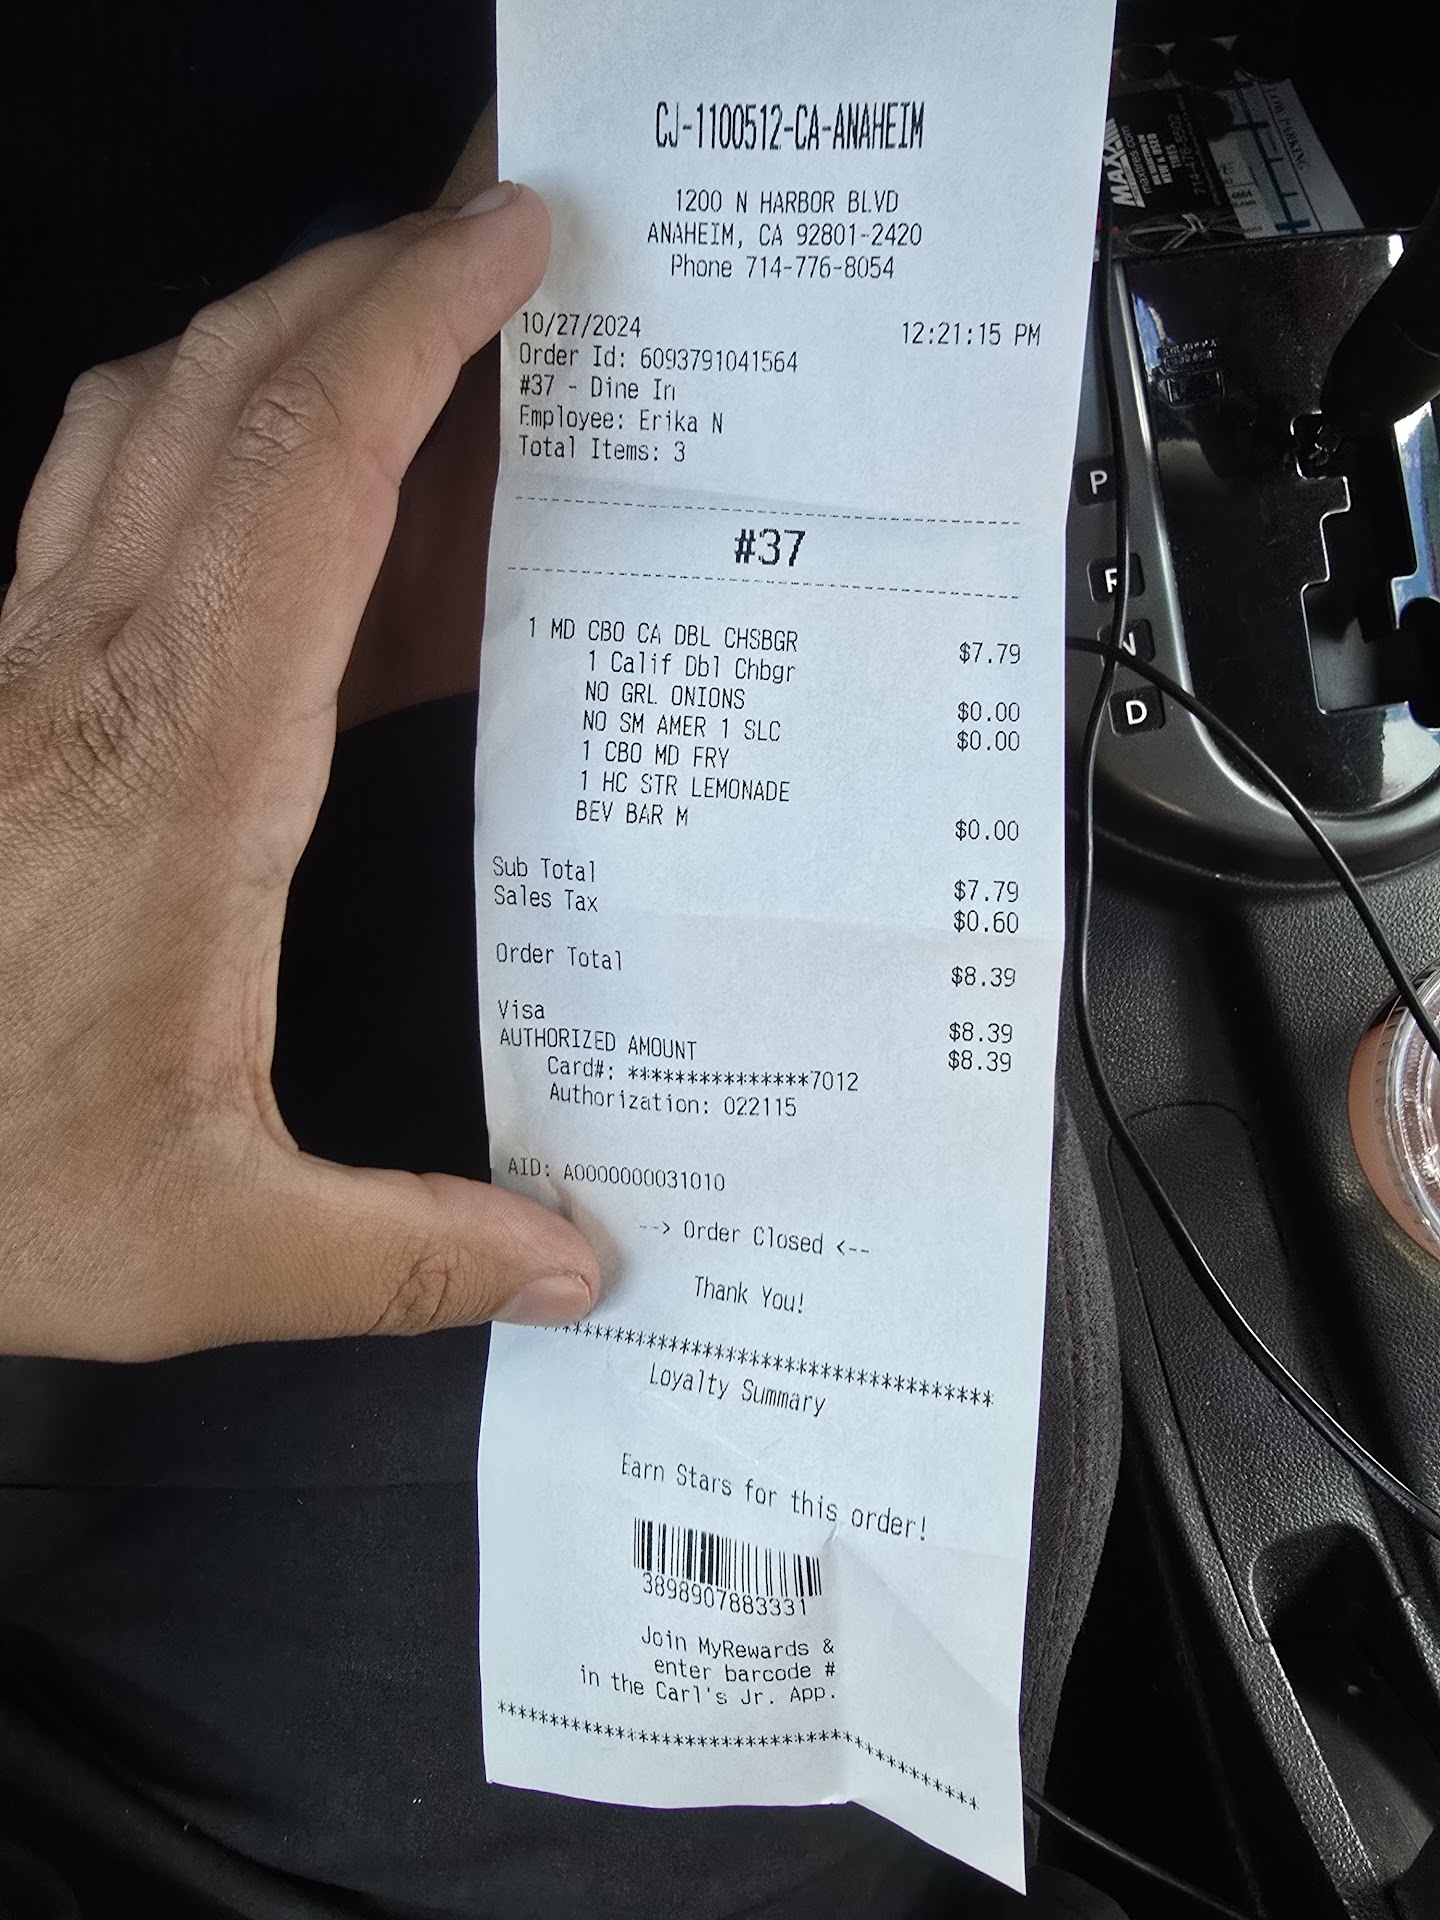 CJ-1100512-CA-ANAHEIM
1200 N HARBOR BLVD
ANAHEIM, CA 92801-2420
Phone 714-776-8054
10/27/2024 12:21:15 PM
Order Id: 6093791041564
#37 - Dine In
Employee: Erika N
Total Items: 3
#37
1 MD CBO CA DBL CHSBGR $7.79
1 Calif Dbl Chbgr
NO GRL ONIONS $0.00
NO SM AMER 1 SLC $0.00
1 CBO MD FRY
1 HC STR LEMONADE
BEV BAR M $0.00
Sub Total $7.79
Sales Tax $0.60
Order Total $8.39
Visa $8.39
AUTHORIZED AMOUNT $8.39
Card#: ***************7012
Authorization: 022115
AID: A0000000031010
--> Order Closed <--
Thank You!
***********************************
Loyalty Summary
Earn Stars for this order!
3898907883331
Join MyRewards &
enter barcode #
in the Carl's Jr. App.
******************************************
P
R
N
D
LOW PARKING